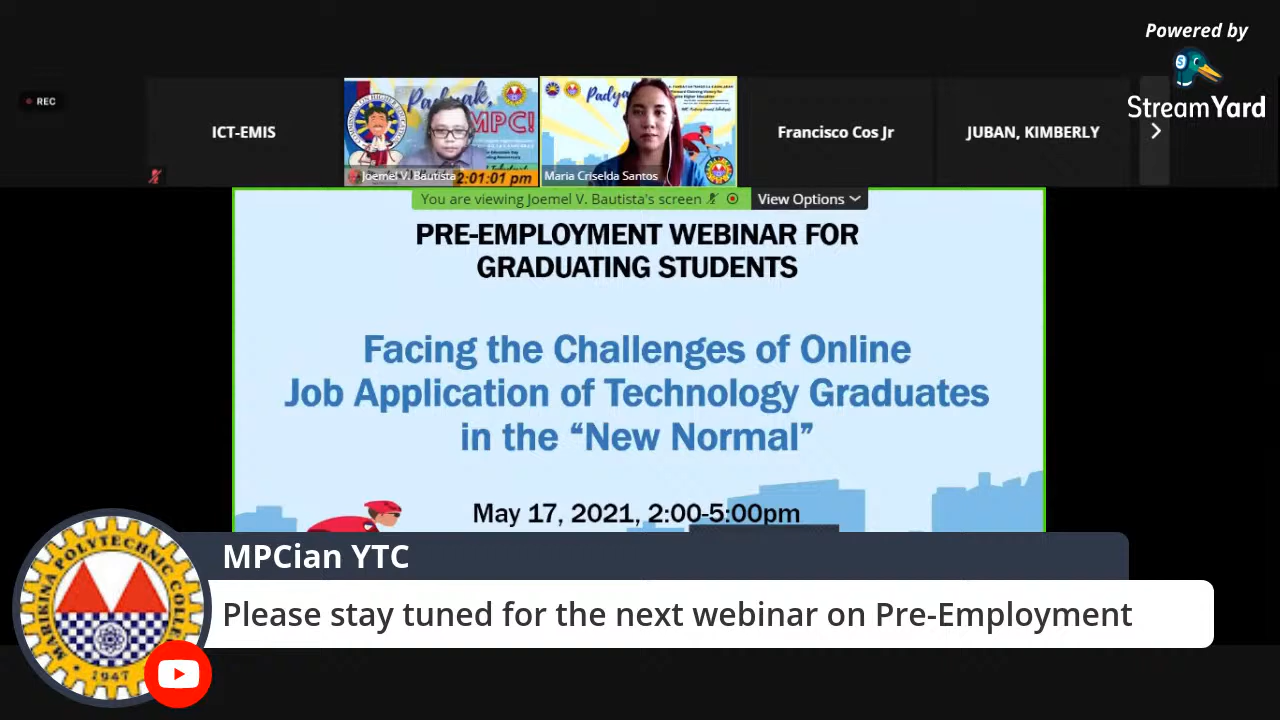 Powered by
StreamYard
REC
ICT-EMIS
Padyak,
MPC!
Joemel V. Bautista
2:01:01 pm
Padyak
Maria Criselda Santos
Francisco Cos Jr
JUBAN, KIMBERLY
You are viewing Joemel V. Bautista's screen
View Options
PRE-EMPLOYMENT WEBINAR FOR
GRADUATING STUDENTS
Facing the Challenges of Online
Job Application of Technology Graduates
in the “New Normal”
May 17, 2021, 2:00-5:00pm
MPCian YTC
Please stay tuned for the next webinar on Pre-Employment
MARIKINA POLYTECHNIC COLLEGE
1947